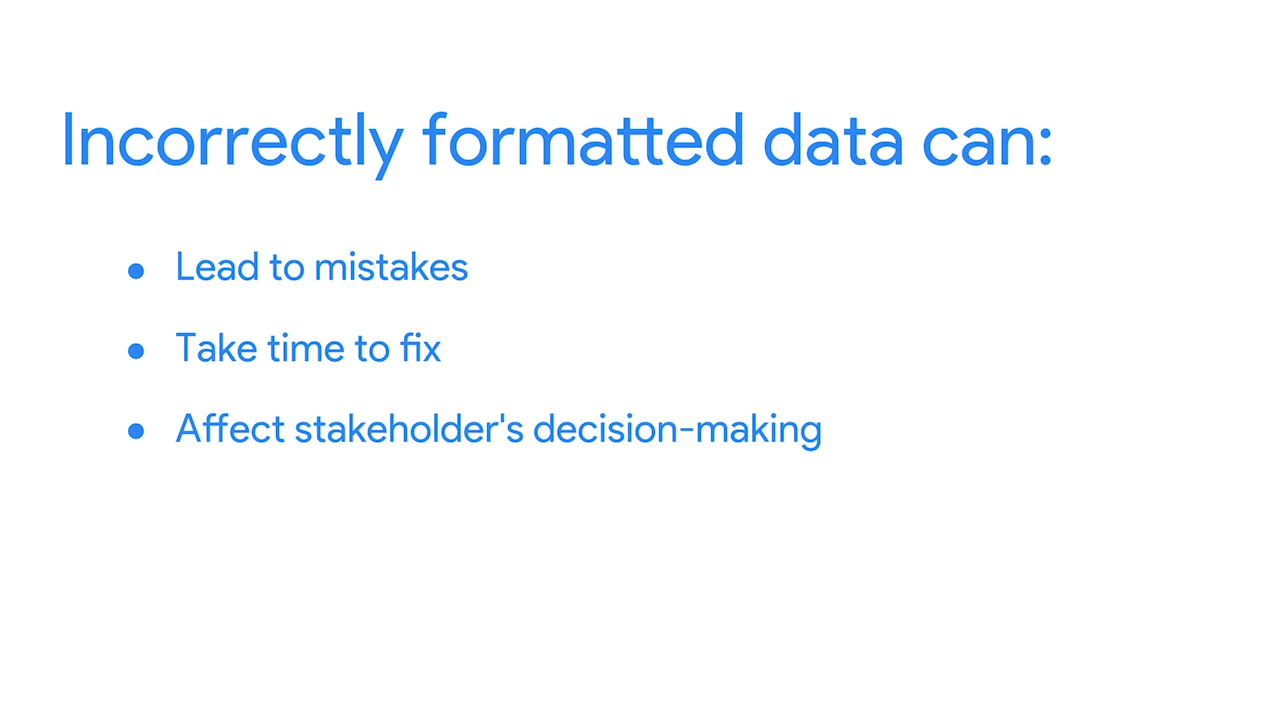 Incorrectly formatted data can:
● Lead to mistakes
● Take time to fix
● Affect stakeholder's decision-making